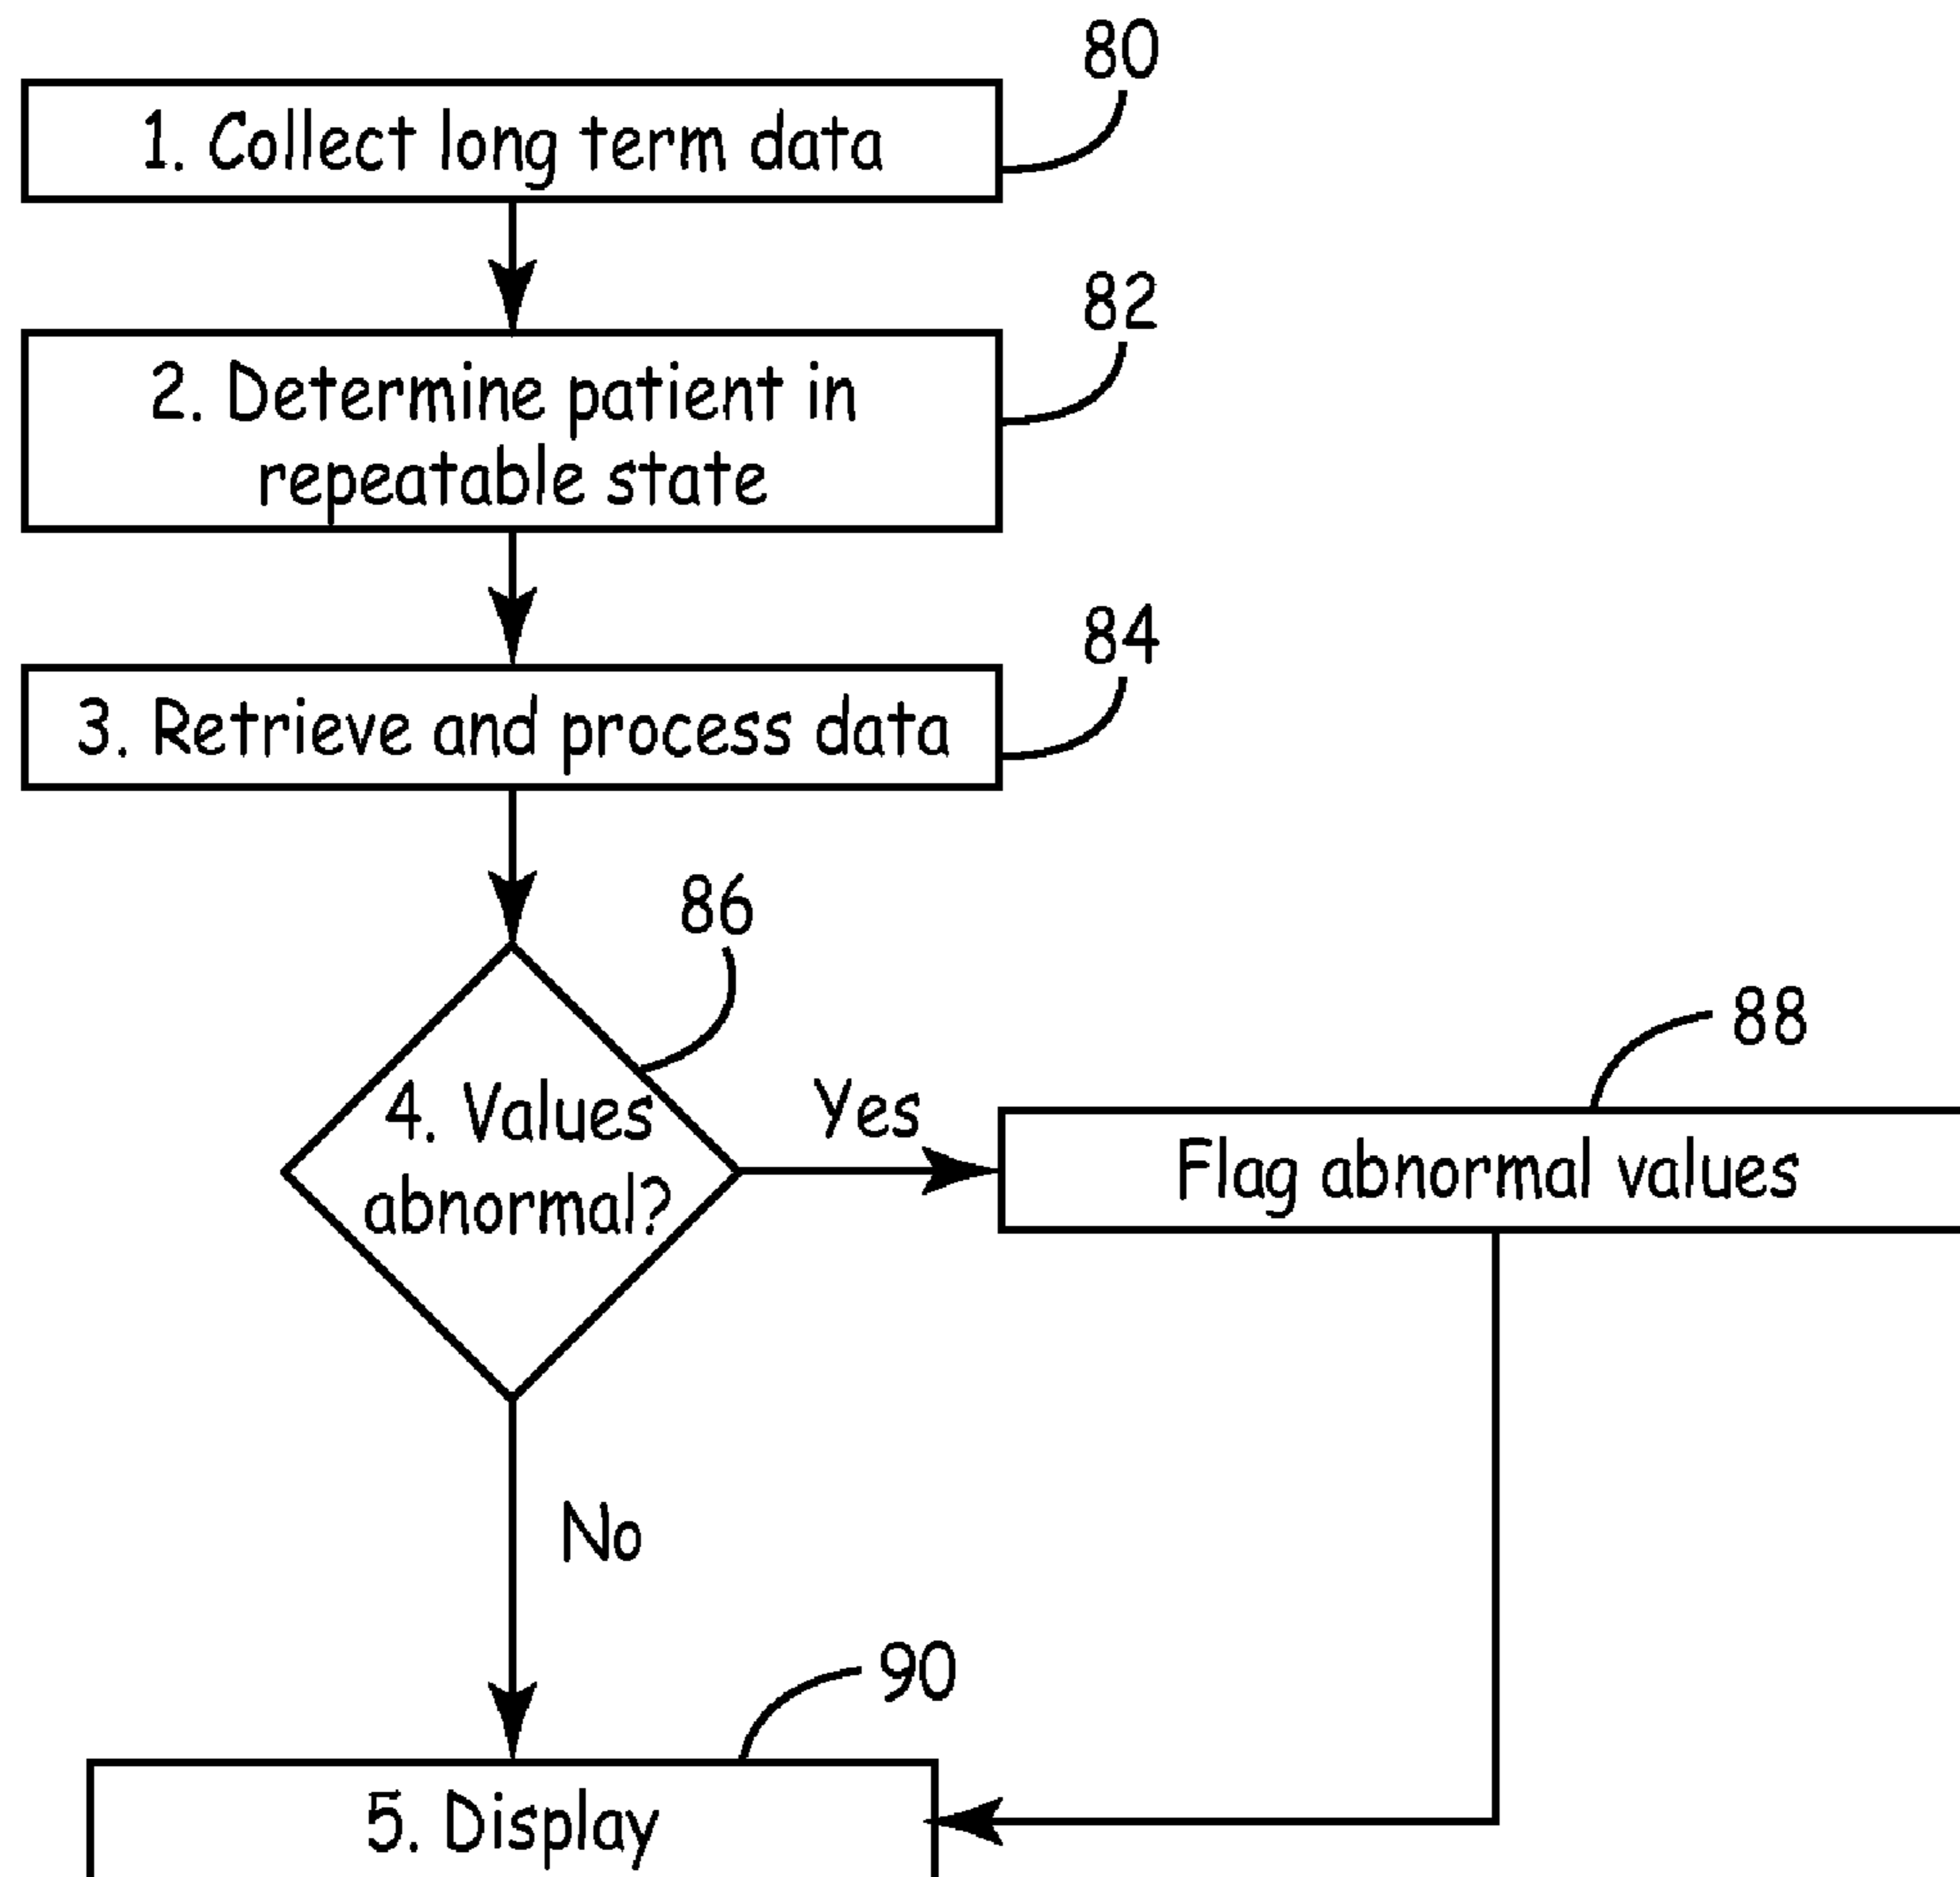 80
1. Collect long term data
82
2. Determine patient in
repeatable state
84
3. Retrieve and process data
86
88
4. Values
abnormal?
Yes
Flag abnormal values
No
90
5. Display